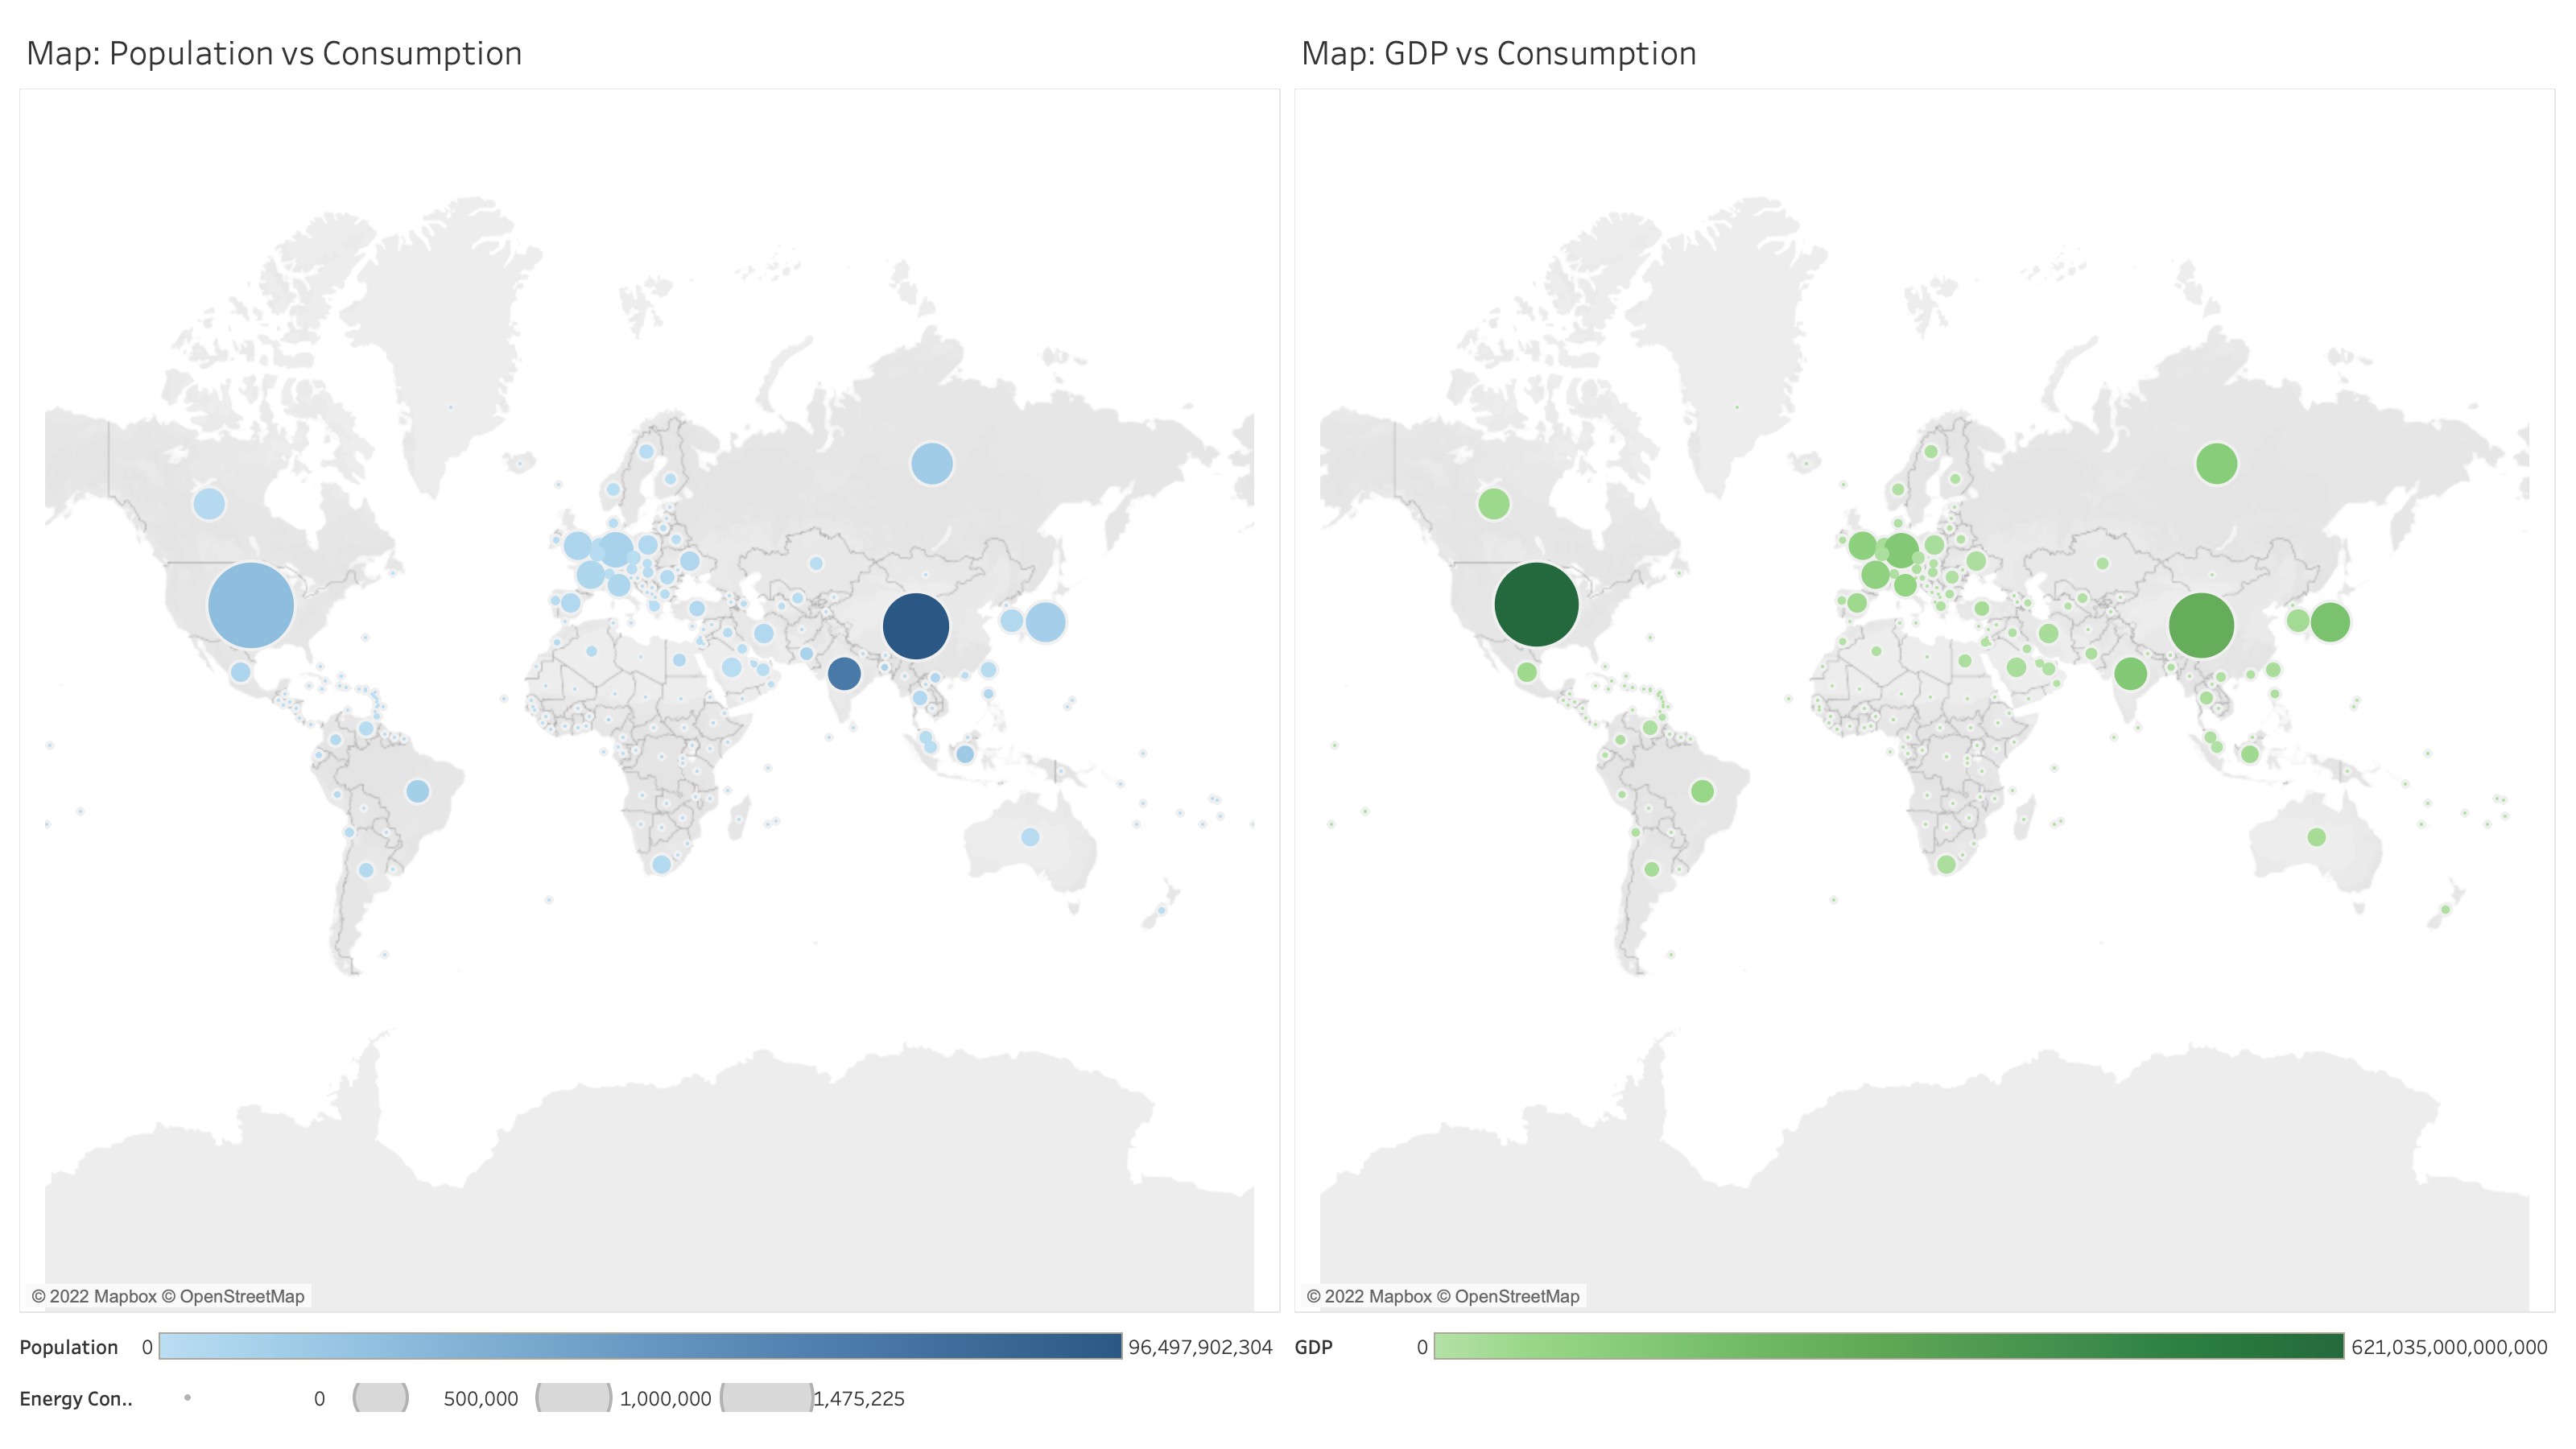 Map: Population vs Consumption
Map: GDP vs Consumption
© 2022 Mapbox © OpenStreetMap
© 2022 Mapbox © OpenStreetMap
Population 0 96,497,902,304
GDP 0 621,035,000,000,000
Energy Con.. 0 500,000 1,000,000 1,475,225